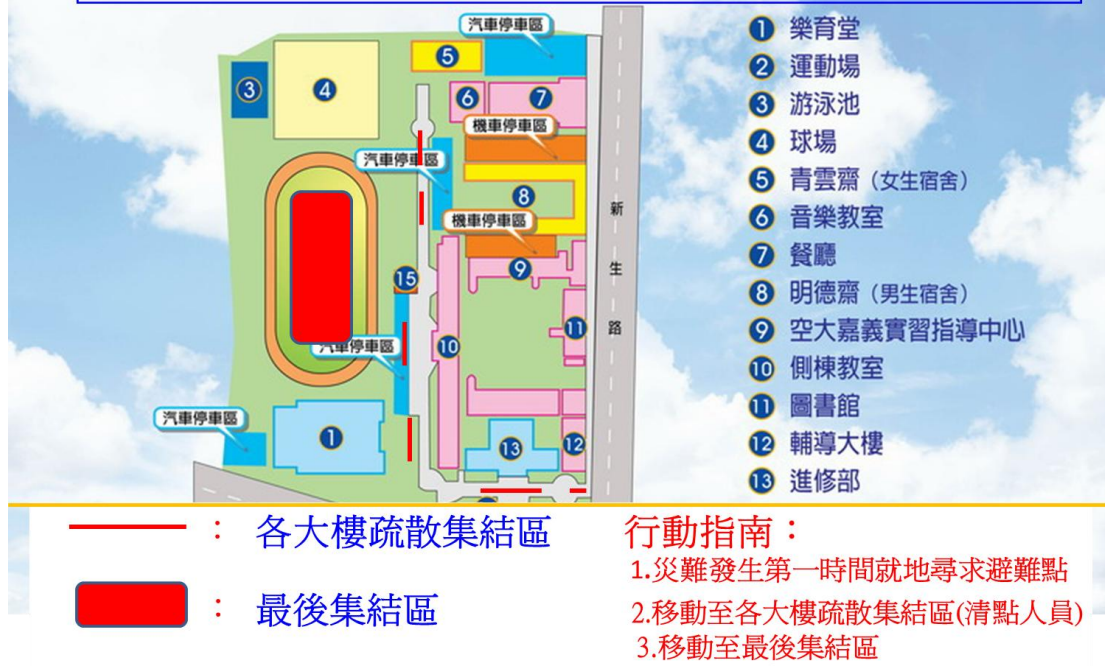 汽車停車區
5
3
4
6
7
機車停車區
汽車停車區
8
機車停車區
新生路
9
15
11
10
汽車停車區
汽車停車區
1
13
12
1 樂育堂
2 運動場
3 游泳池
4 球場
5 青雲齋（女生宿舍）
6 音樂教室
7 餐廳
8 明德齋（男生宿舍）
9 空大嘉義實習指導中心
10 側棟教室
11 圖書館
12 輔導大樓
13 進修部
：各大樓疏散集結區
：最後集結區
行動指南：
1.災難發生第一時間就地尋求避難點
2.移動至各大樓疏散集結區(清點人員)
3.移動至最後集結區